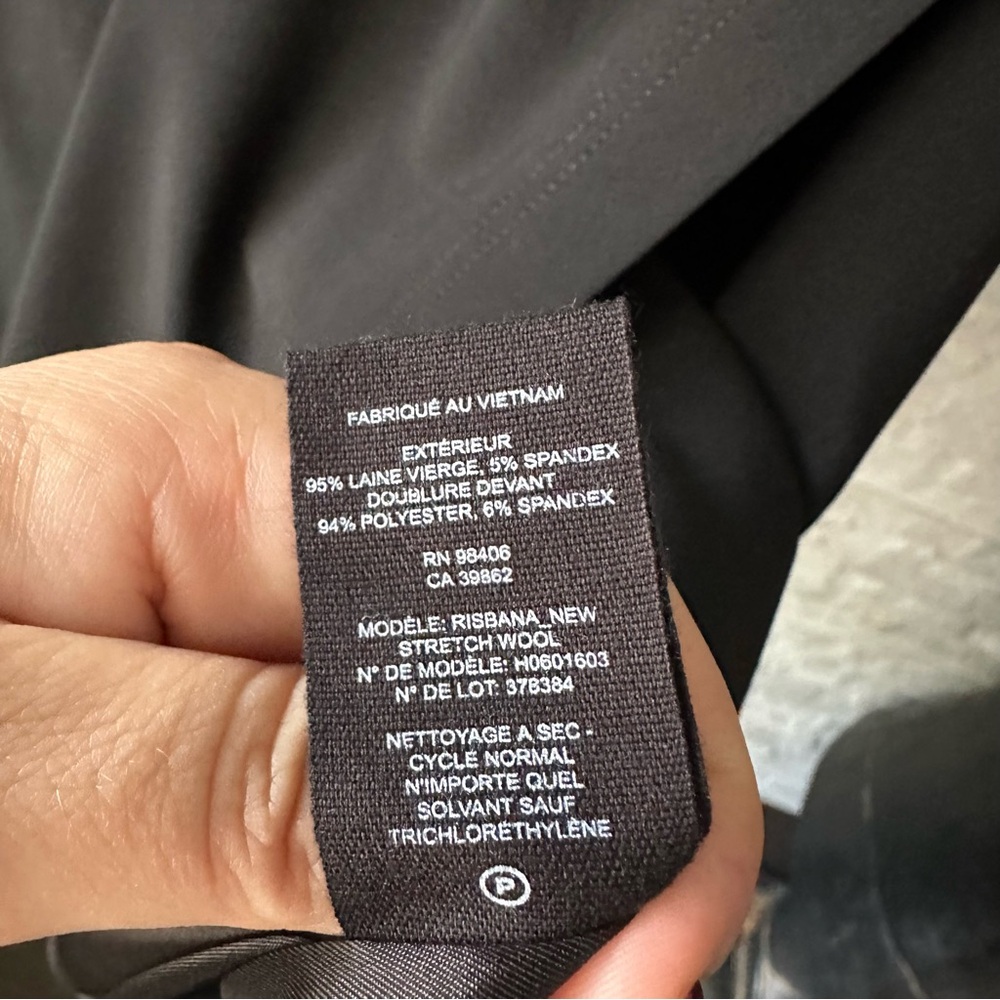 FABRIQUÉ AU VIETNAM
EXTÉRIEUR
95% LAINE VIERGE, 5% SPANDEX
DOUBLURE DEVANT
94% POLYESTER, 6% SPANDEX
RN 98406
CA 39862
MODÈLE: RISBANA_NEW
STRETCH WOOL
N° DE MODÈLE: H0601603
N° DE LOT: 378384
NETTOYAGE A SEC -
CYCLE NORMAL
N'IMPORTE QUEL
SOLVANT SAUF
TRICHLORÉTHYLÈNE
P